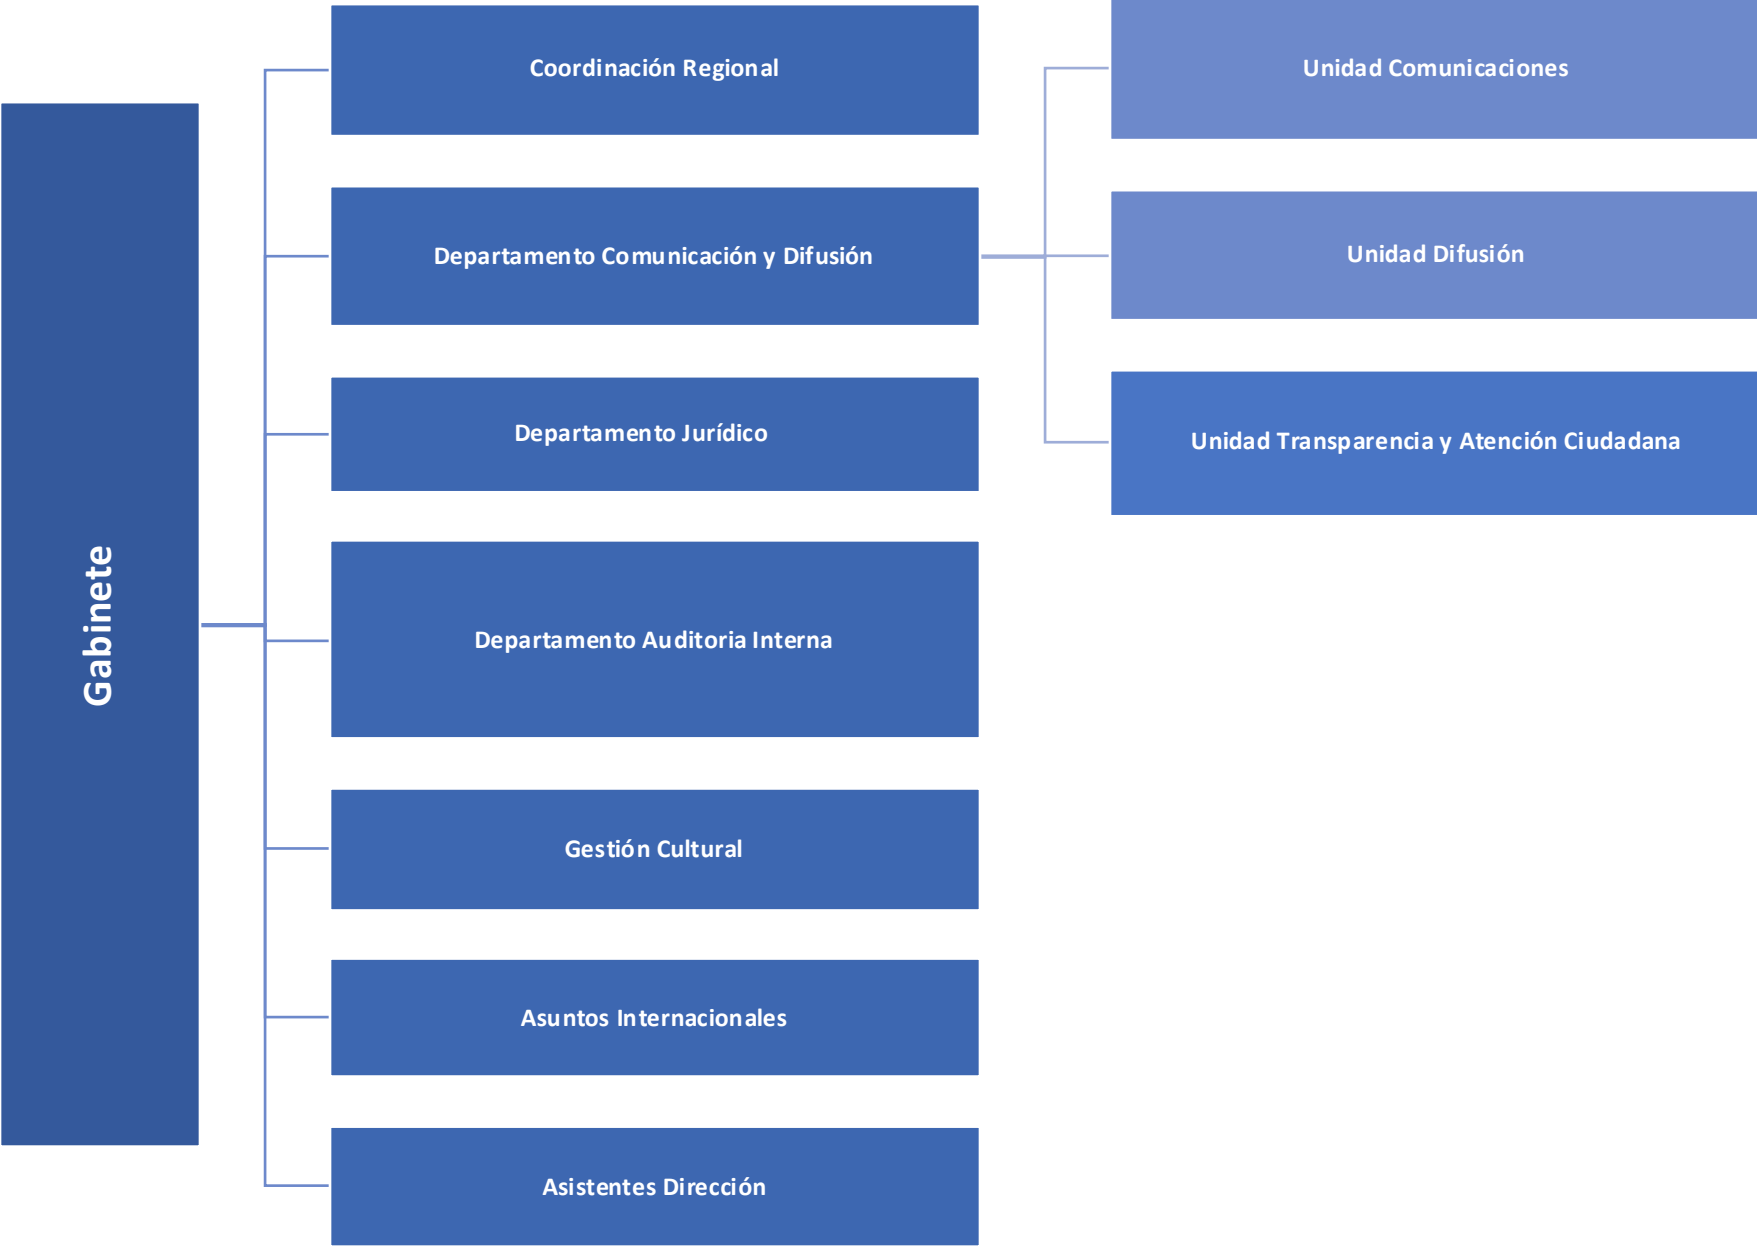 Gabinete
Coordinación Regional
Departamento Comunicación y Difusión
Unidad Comunicaciones
Unidad Difusión
Unidad Transparencia y Atención Ciudadana
Departamento Jurídico
Departamento Auditoria Interna
Gestión Cultural
Asuntos Internacionales
Asistentes Dirección